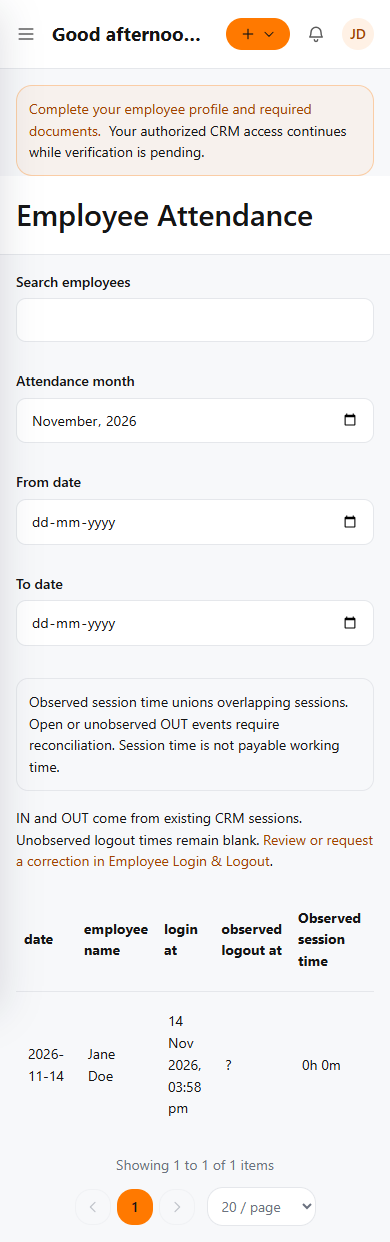 Good afternoo...
JD
Complete your employee profile and required
documents. Your authorized CRM access continues
while verification is pending.
Employee Attendance
Search employees
Attendance month
November, 2026
From date
dd-mm-yyyy
To date
dd-mm-yyyy
Observed session time unions overlapping sessions.
Open or unobserved OUT events require
reconciliation. Session time is not payable working
time.
IN and OUT come from existing CRM sessions.
Unobserved logout times remain blank. Review or request
a correction in Employee Login & Logout.
date
employee
name
login
at
observed
logout at
Observed
session
time
2026-
11-14
Jane
Doe
14
Nov
2026,
03:58
pm
?
0h 0m
Showing 1 to 1 of 1 items
1
20 / page